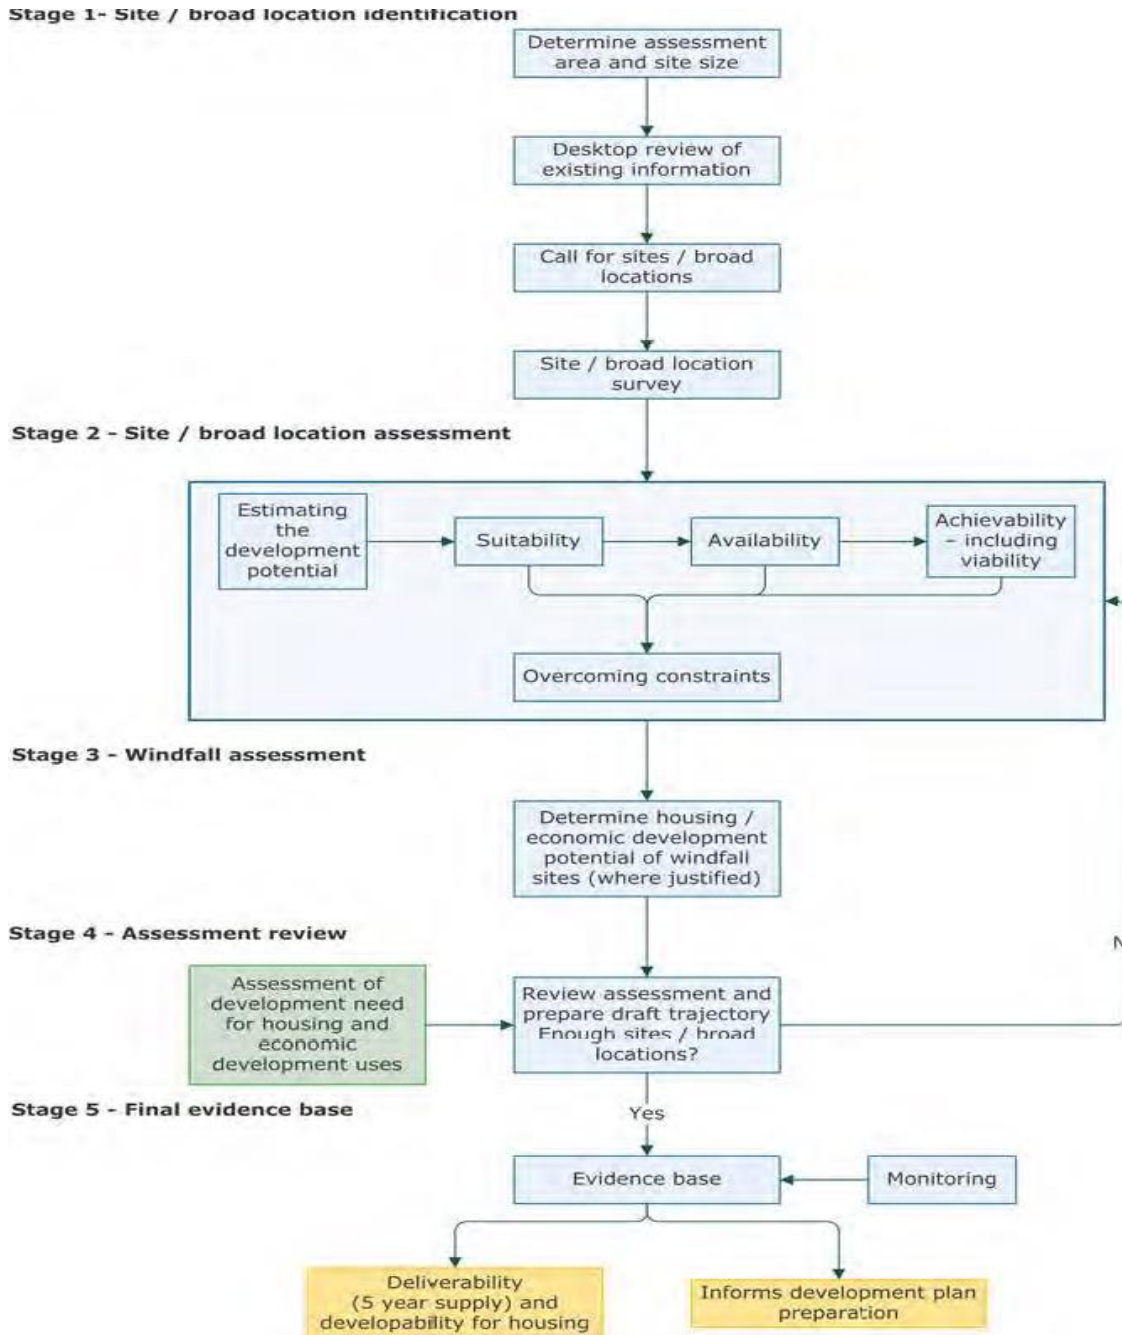 Stage 1- Site / broad location identification
Determine assessment
area and site size
Desktop review of
existing information
Call for sites / broad
locations
Site / broad location
survey
Stage 2 - Site / broad location assessment
Estimating
the
development
potential
Suitability
Availability
Achievability
– including
viability
Overcoming constraints
Stage 3 - Windfall assessment
Determine housing /
economic development
potential of windfall
sites (where justified)
Stage 4 - Assessment review
N
Assessment of
development need
for housing and
economic
development uses
Review assessment and
prepare draft trajectory
Enough sites / broad
locations?
Stage 5 - Final evidence base
Yes
Evidence base
Monitoring
Deliverability
(5 year supply) and
developability for housing
Informs development plan
preparation